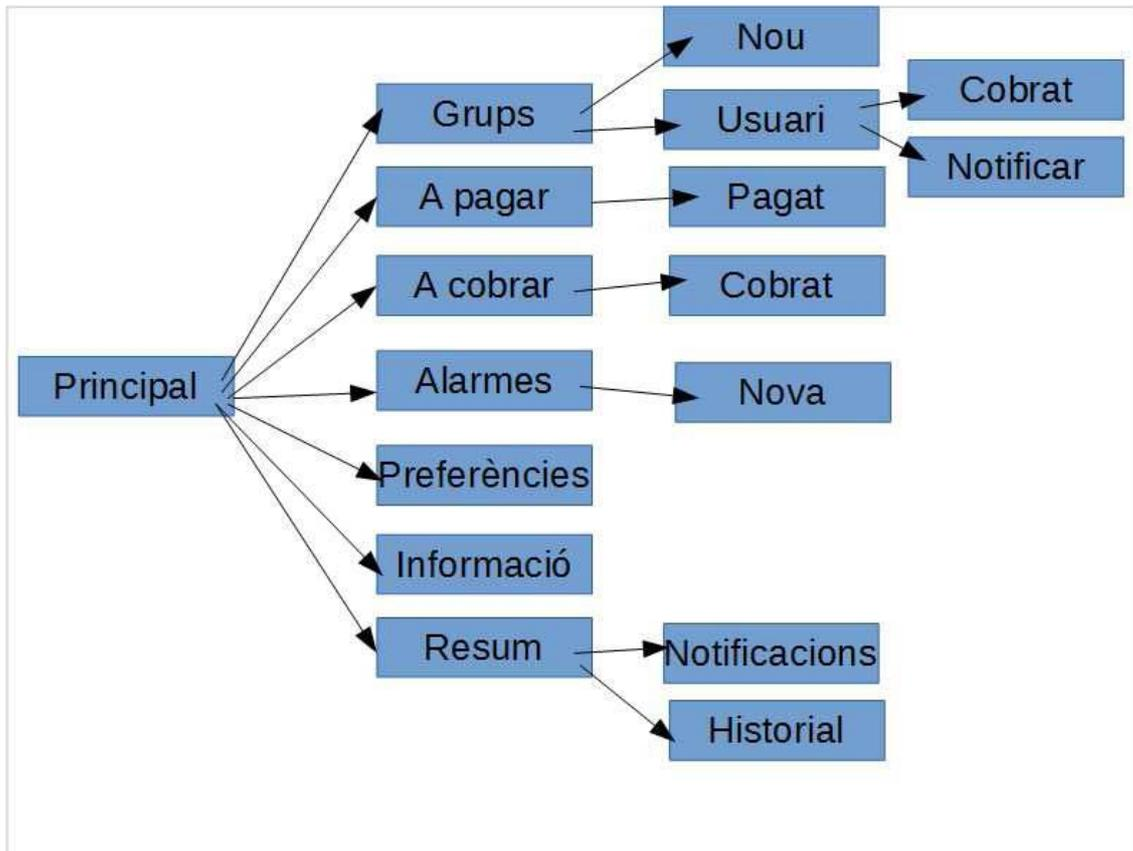 Nou
Grups
Usuari
Cobrat
Notificar
A pagar
Pagat
A cobrar
Cobrat
Principal
Alarmes
Nova
Preferències
Informació
Resum
Notificacions
Historial